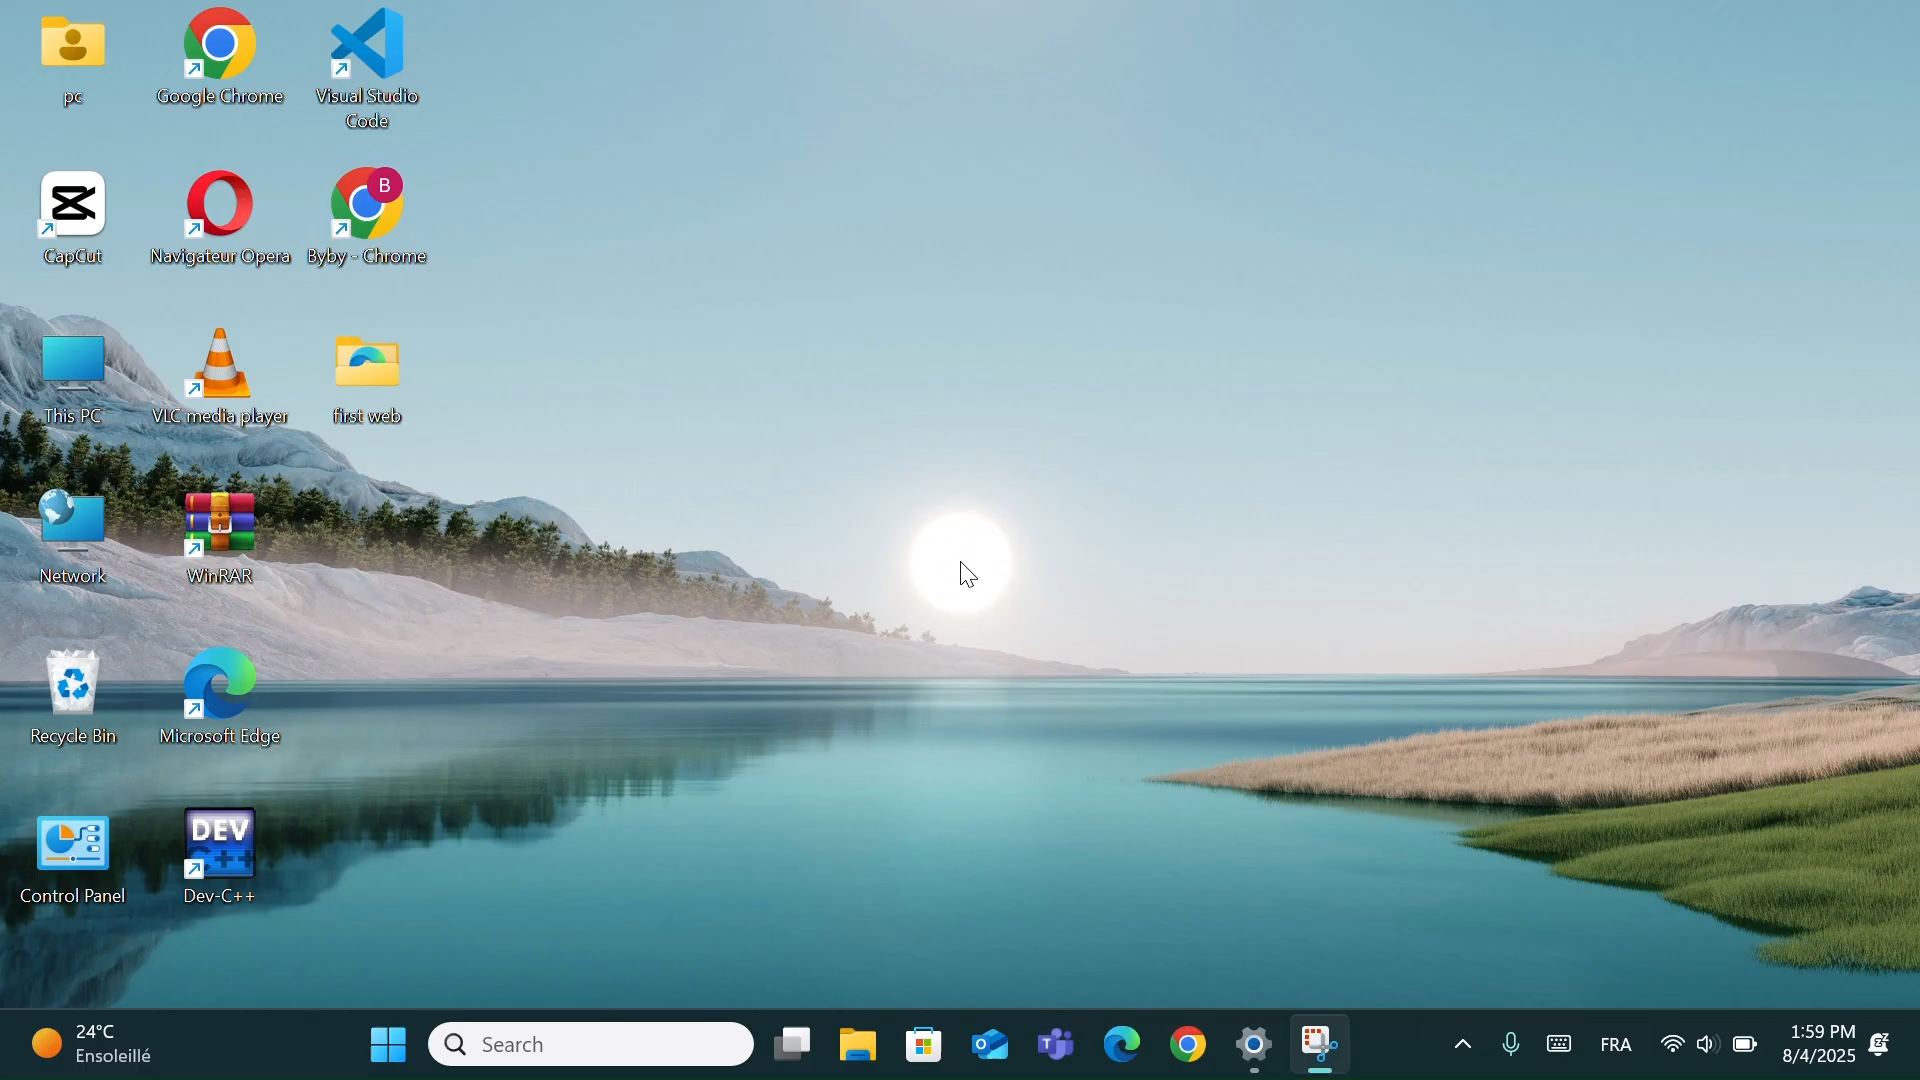 pc
Google Chrome
Visual Studio
Code
CapCut
Navigateur Opera
B
Byby - Chrome
This PC
VLC media player
first web
Network
WinRAR
Recycle Bin
Microsoft Edge
Control Panel
DEV
C++
Dev-C++
24°C
Ensoleillé
Search
FRA
1:59 PM
8/4/2025